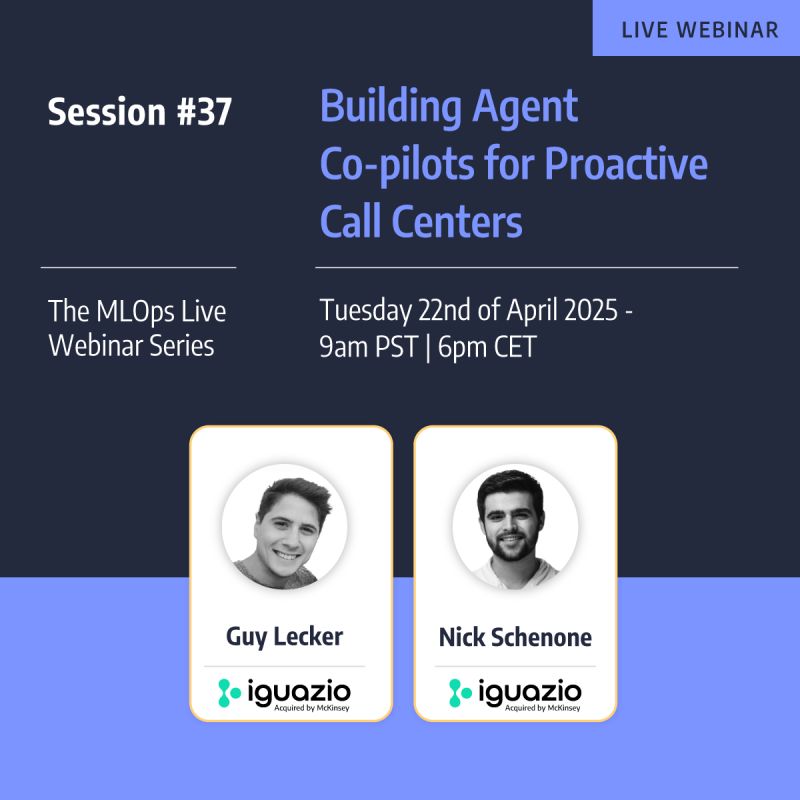 LIVE WEBINAR
Session #37
Building Agent
Co-pilots for Proactive
Call Centers
The MLOps Live
Webinar Series
Tuesday 22nd of April 2025 -
9am PST | 6pm CET
Guy Lecker
iguazio
Acquired by McKinsey
Nick Schenone
iguazio
Acquired by McKinsey